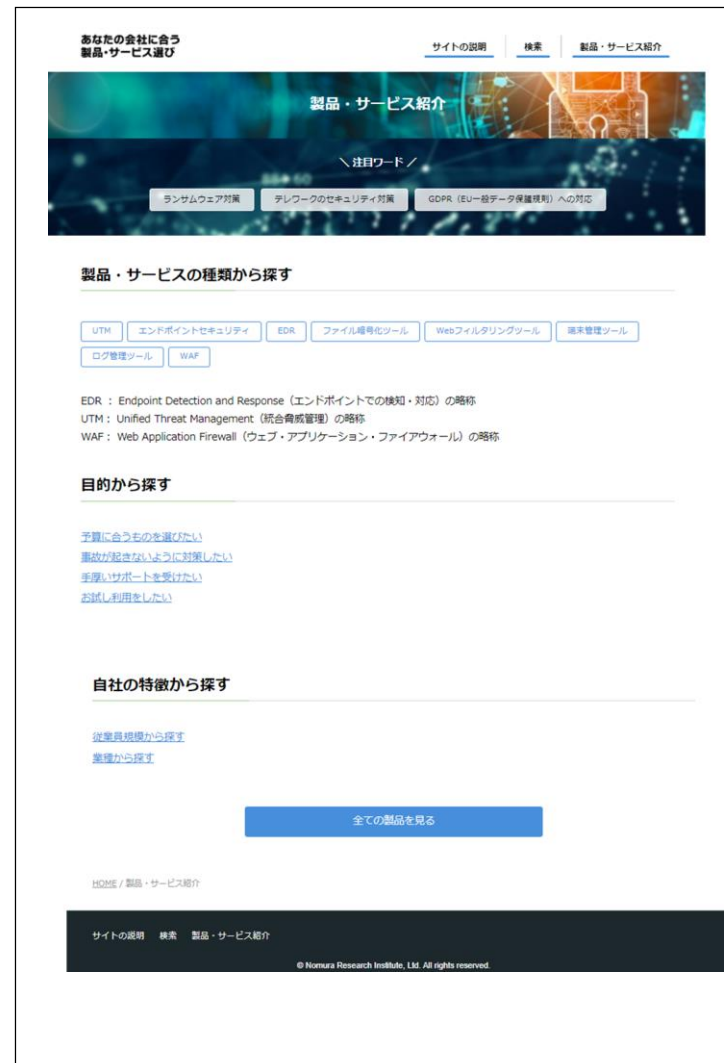 あなたの会社に合う
製品・サービス選び
サイトの説明 検索 製品・サービス紹介
製品・サービス紹介
＼注目ワード／
ランサムウェア対策 テレワークのセキュリティ対策 GDPR（EU一般データ保護規則）への対応
製品・サービスの種類から探す
UTM エンドポイントセキュリティ EDR ファイル暗号化ツール Webフィルタリングツール 端末管理ツール
ログ管理ツール WAF
EDR ： Endpoint Detection and Response（エンドポイントでの検知・対応）の略称
UTM： Unified Threat Management（統合脅威管理）の略称
WAF： Web Application Firewall（ウェブ・アプリケーション・ファイアウォール）の略称
目的から探す
予算に合うものを選びたい
事故が起きないように対策したい
手厚いサポートを受けたい
お試し利用をしたい
自社の特徴から探す
従業員規模から探す
業種から探す
全ての製品を見る
HOME / 製品・サービス紹介
サイトの説明 検索 製品・サービス紹介
© Nomura Research Institute, Ltd. All rights reserved.